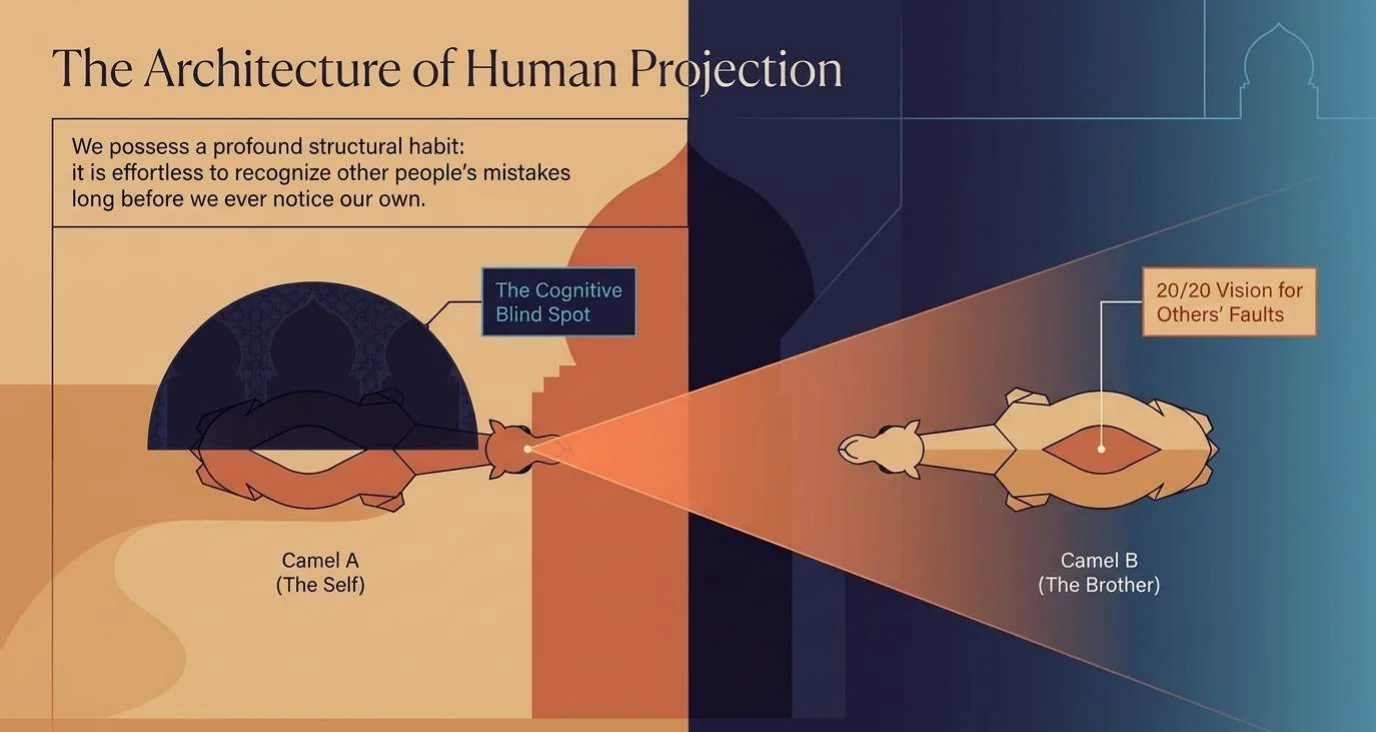 The Architecture of Human Projection
We possess a profound structural habit:
it is effortless to recognize other people's mistakes
long before we ever notice our own.
The Cognitive
Blind Spot
20/20 Vision for
Others' Faults
Camel A
(The Self)
Camel B
(The Brother)